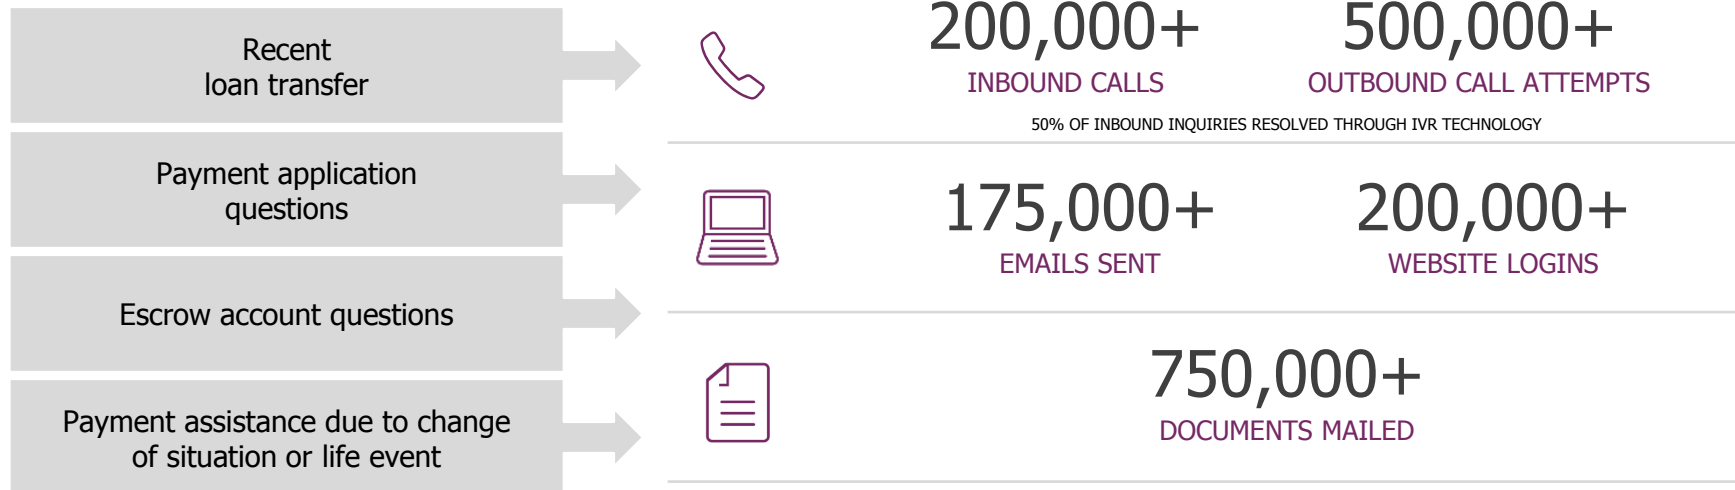 Recent
loan transfer
Payment application
questions
Escrow account questions
Payment assistance due to change
of situation or life event
200,000+
INBOUND CALLS
500,000+
OUTBOUND CALL ATTEMPTS
50% OF INBOUND INQUIRIES RESOLVED THROUGH IVR TECHNOLOGY
175,000+
EMAILS SENT
200,000+
WEBSITE LOGINS
750,000+
DOCUMENTS MAILED